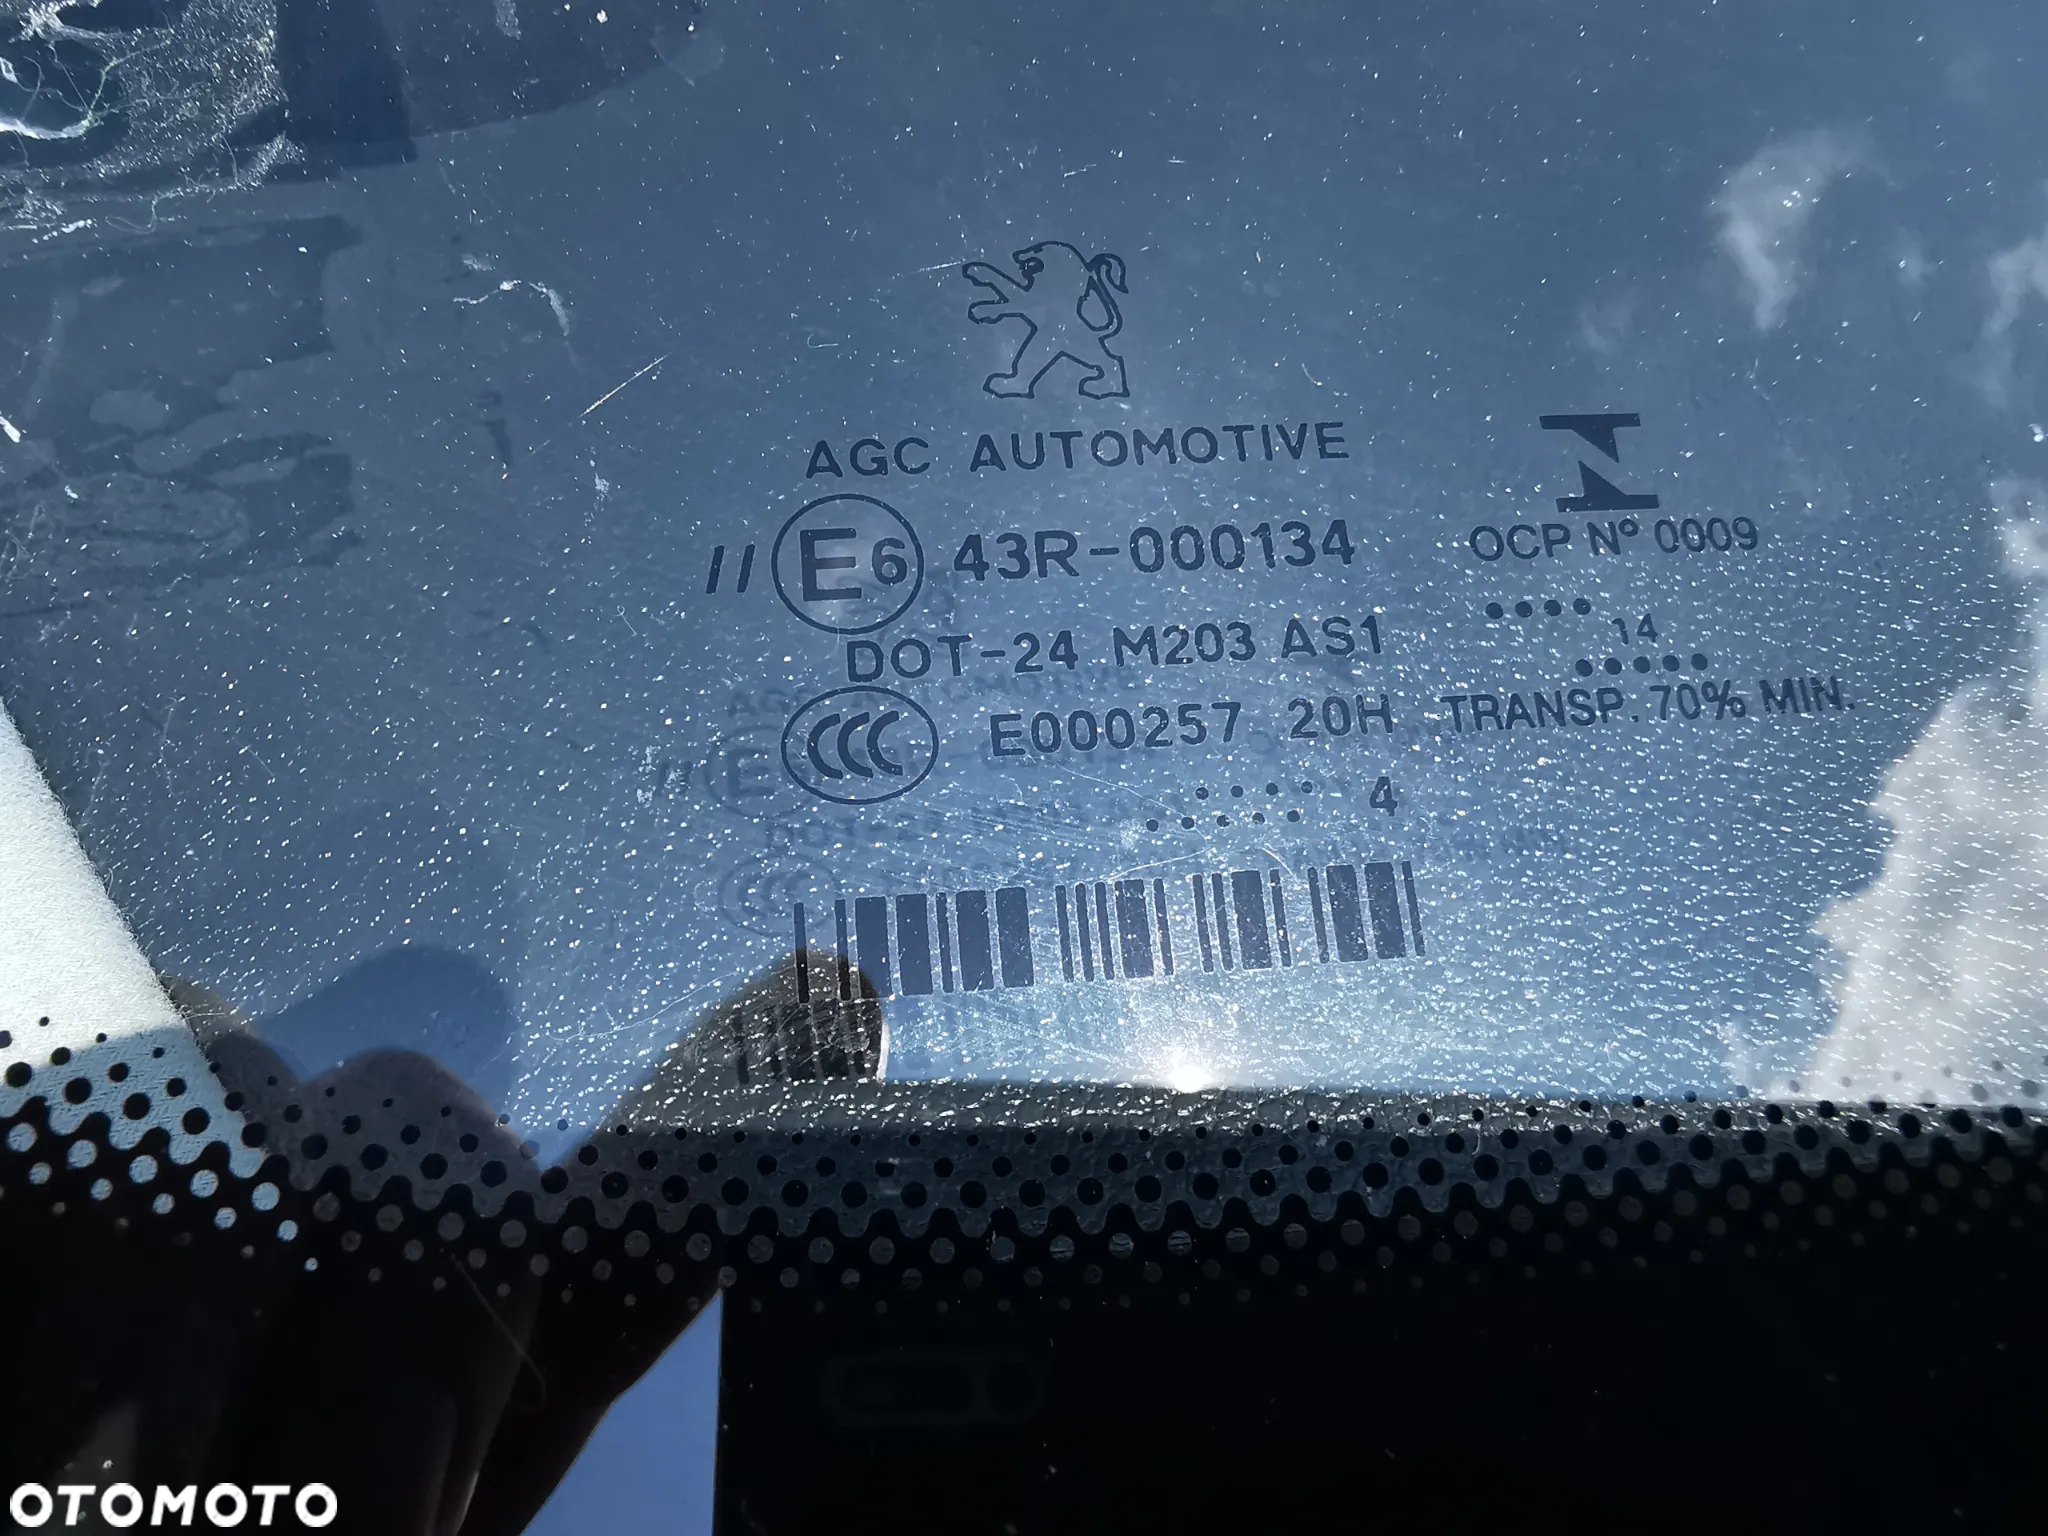 AGC AUTOMOTIVE
// E6 43R-000134
OCP Nº 0009
DOT-24 M203 AS1
14
CCC E000257 20H TRANSP. 70% MIN.
4
OTOMOTO